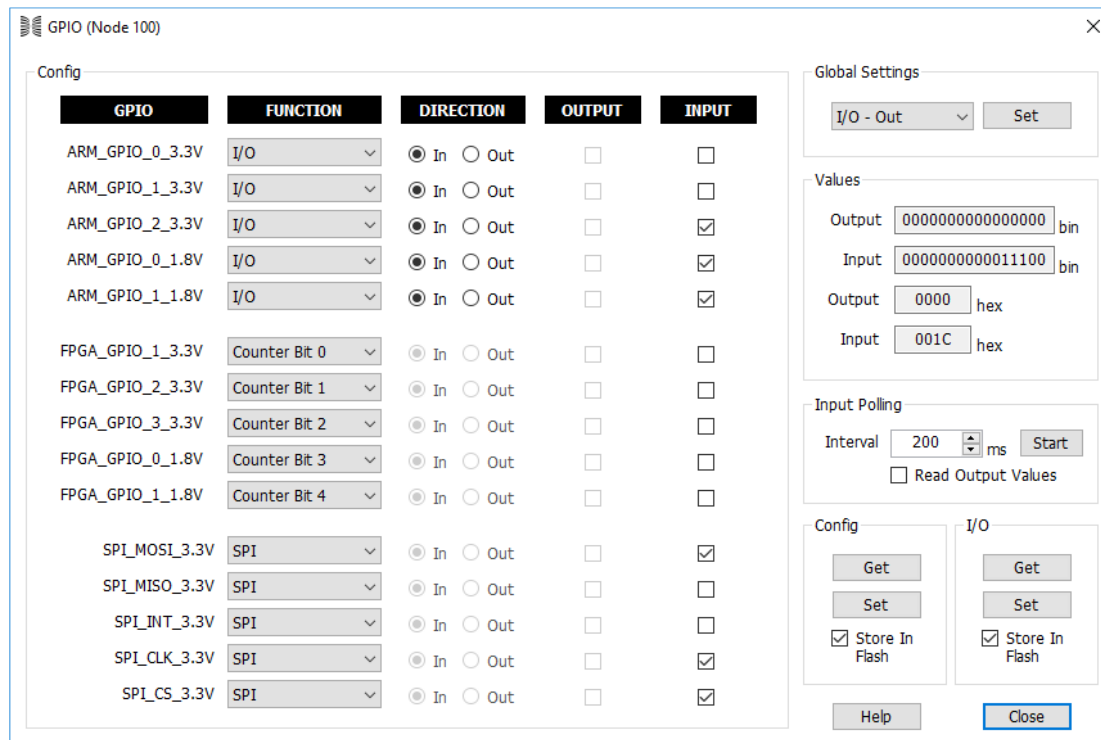 GPIO (Node 100)
Config
GPIO FUNCTION DIRECTION OUTPUT INPUT
ARM_GPIO_0_3.3V I/O In Out
ARM_GPIO_1_3.3V I/O In Out
ARM_GPIO_2_3.3V I/O In Out
ARM_GPIO_0_1.8V I/O In Out
ARM_GPIO_1_1.8V I/O In Out
FPGA_GPIO_1_3.3V Counter Bit 0 In Out
FPGA_GPIO_2_3.3V Counter Bit 1 In Out
FPGA_GPIO_3_3.3V Counter Bit 2 In Out
FPGA_GPIO_0_1.8V Counter Bit 3 In Out
FPGA_GPIO_1_1.8V Counter Bit 4 In Out
SPI_MOSI_3.3V SPI In Out
SPI_MISO_3.3V SPI In Out
SPI_INT_3.3V SPI In Out
SPI_CLK_3.3V SPI In Out
SPI_CS_3.3V SPI In Out
Global Settings
I/O - Out Set
Values
Output 0000000000000000 bin
Input 0000000000011100 bin
Output 0000 hex
Input 001C hex
Input Polling
Interval 200 ms Start
Read Output Values
Config
Get
Set
Store In
Flash
I/O
Get
Set
Store In
Flash
Help Close